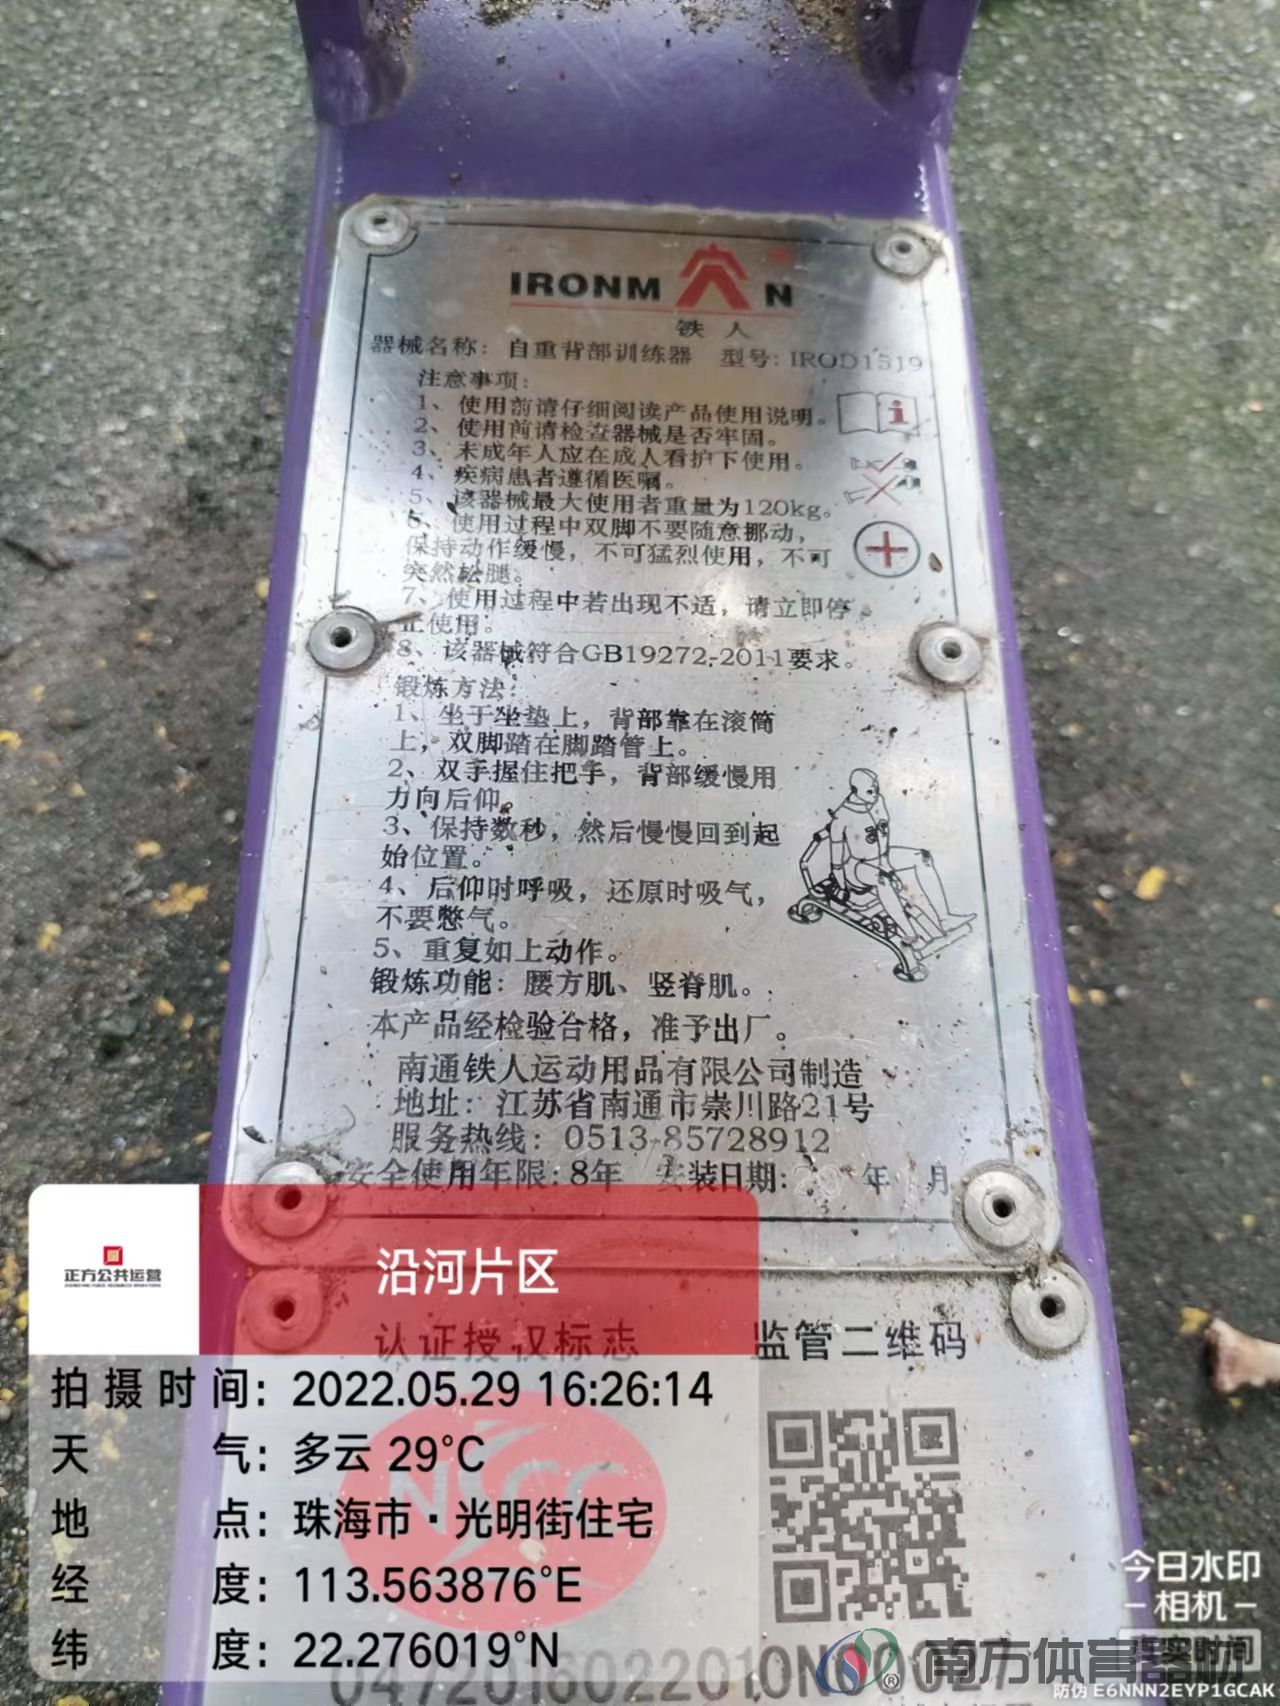 IRONM N
铁人
器械名称：自重背部训练器 型号：IROD1519
注意事项：
1、使用前请仔细阅读产品使用说明。
2、使用前请检查器械是否牢固。
3、未成年人应在成人看护下使用。
4、疾病患者遵循医嘱。
5、该器械最大使用者重量为120kg。
6、使用过程中双脚不要随意挪动，
保持动作缓慢，不可猛烈使用，不可
突然松腿。
7、使用过程中若出现不适，请立即停
止使用。
8、该器械符合GB19272-2011要求。
锻炼方法：
1、坐于坐垫上，背部靠在滚筒
上，双脚踏在脚踏管上。
2、双手握住把手，背部缓慢用
力向后仰。
3、保持数秒，然后慢慢回到起
始位置。
4、后仰时呼吸，还原时吸气，
不要憋气。
5、重复如上动作。
锻炼功能：腰方肌、竖脊肌。
本产品经检验合格，准予出厂。
南通铁人运动用品有限公司制造
地址：江苏省南通市崇川路21号
服务热线：0513-85728912
安全使用年限：8年 安装日期： 年 月
正方公共运营
沿河片区
认证授权标志 监管二维码
拍摄时间：2022.05.29 16:26:14
天气：多云 29°C
地点：珠海市·光明街住宅
经度：113.563876°E
纬度：22.276019°N
NSCC
今日水印
相机
真实时间
南方体育器材
防伪 E6NNN2EYP1GCAK